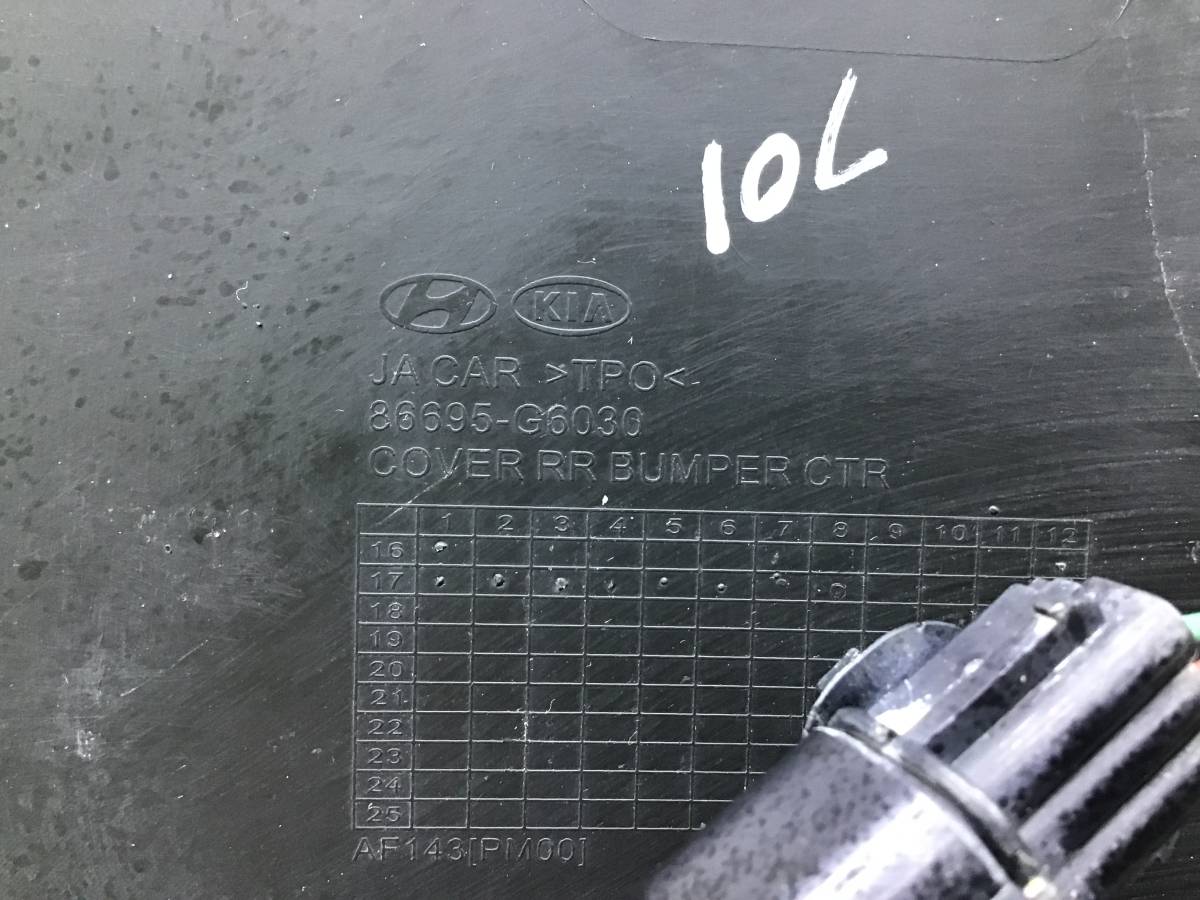 10L
KIA
JA CAR >TPO<
86695-G6030
COVER RR BUMPER CTR
1 2 3 4 5 6 7 8 9 10 11 12
16
17
18
19
20
21
22
23
24
25
AF143[PM00]